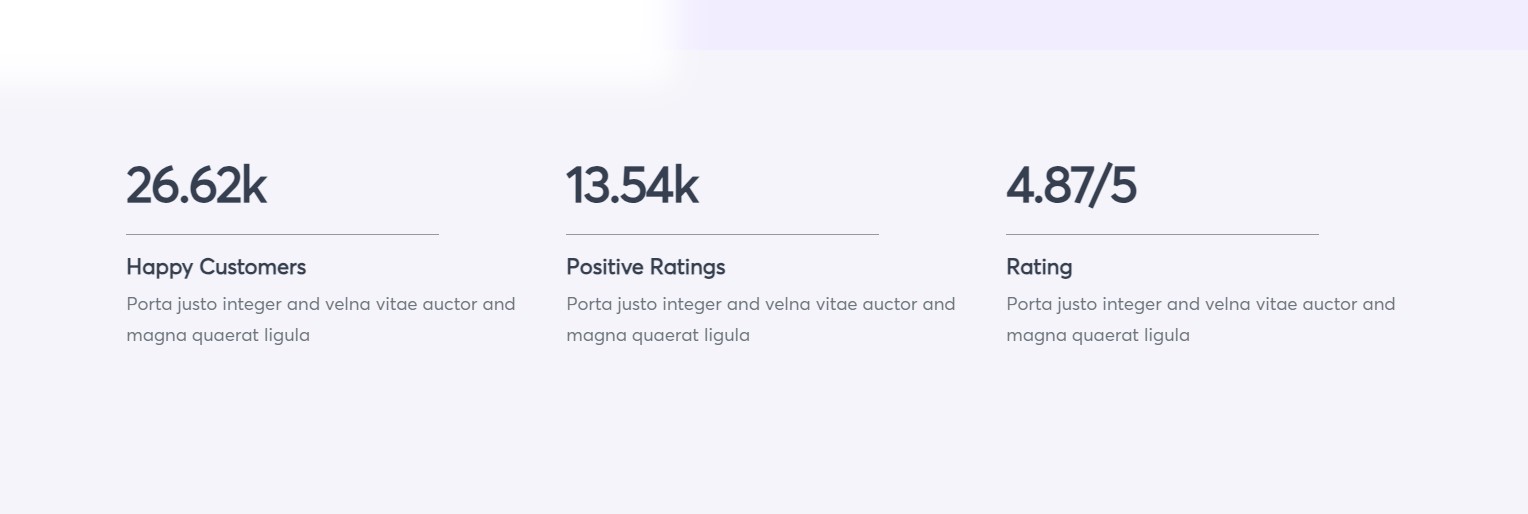 26.62k
Happy Customers
Porta justo integer and velna vitae auctor and
magna quaerat ligula
13.54k
Positive Ratings
Porta justo integer and velna vitae auctor and
magna quaerat ligula
4.87/5
Rating
Porta justo integer and velna vitae auctor and
magna quaerat ligula